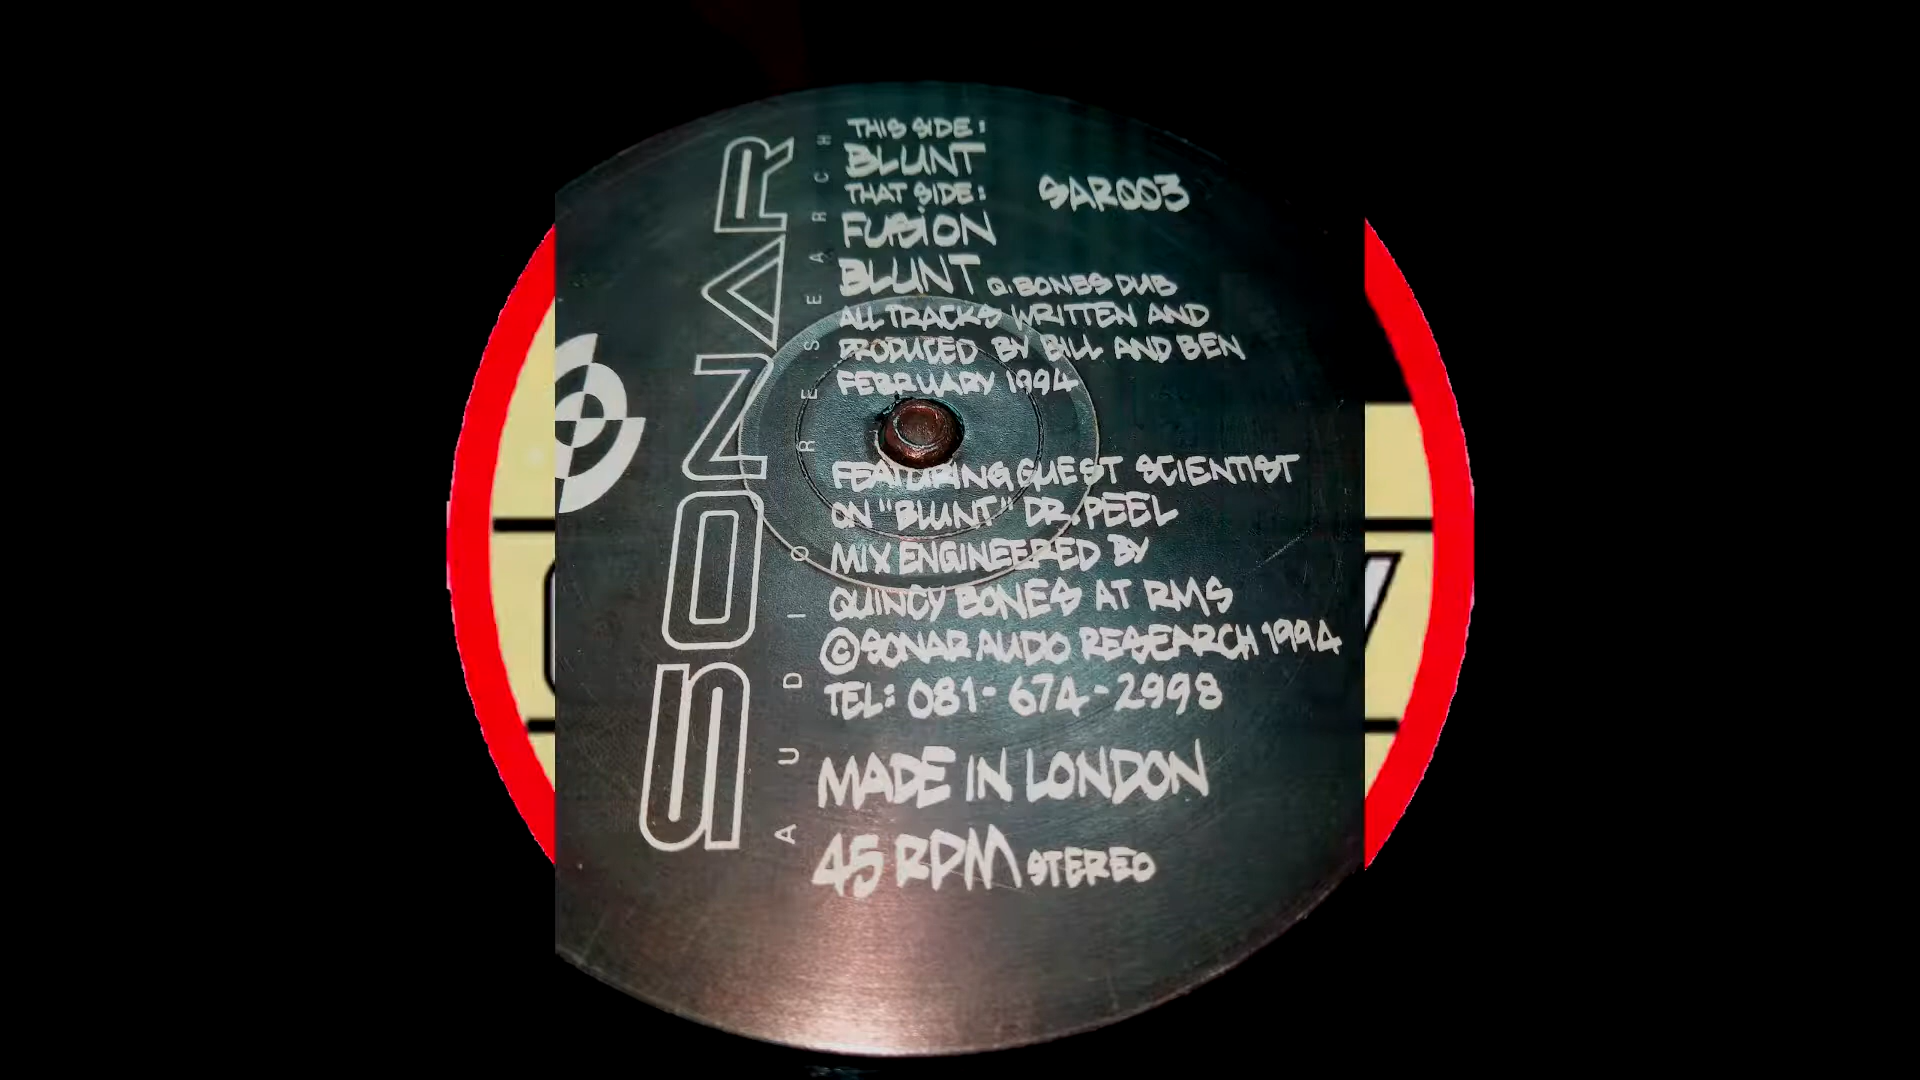 THIS SIDE:
BLUNT
THAT SIDE:
SAR003
FUSION
BLUNT Q. BONES DUB
ALL TRACKS WRITTEN AND
PRODUCED BY BILL AND BEN
FEBRUARY 1994
FEATURING GUEST SCIENTIST
ON "BLUNT" DR. PEEL
MIX ENGINEERED BY
QUINCY BONES AT RMS
© SONAR AUDO RESEARCH 1994
TEL: 081-674-2998
MADE IN LONDON
45 RPM STEREO
SONAR
AUDIO RESEARCH